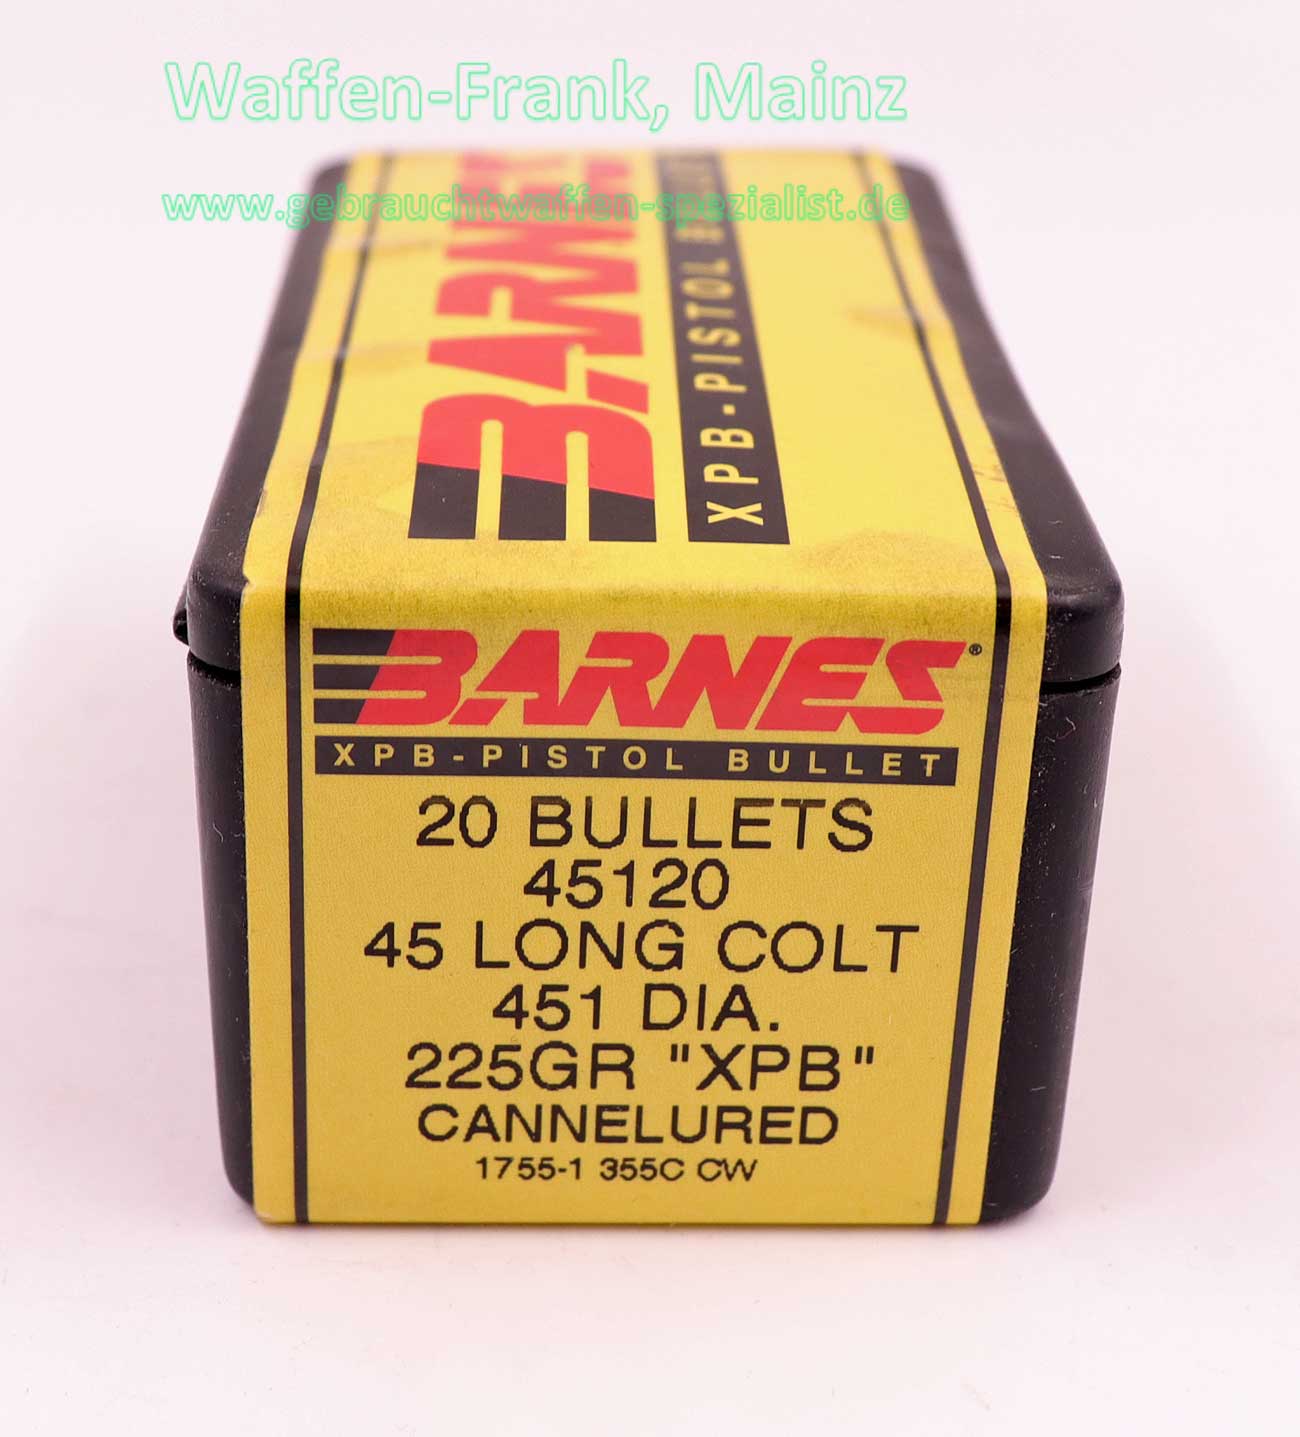 Waffen-Frank, Mainz
www.gebrauchtwaffen-spezialist.de
BARNES
XPB-PISTOL
BARNES®
XPB-PISTOL BULLET
20 BULLETS
45120
45 LONG COLT
451 DIA.
225GR "XPB"
CANNELURED
1755-1 355C CW